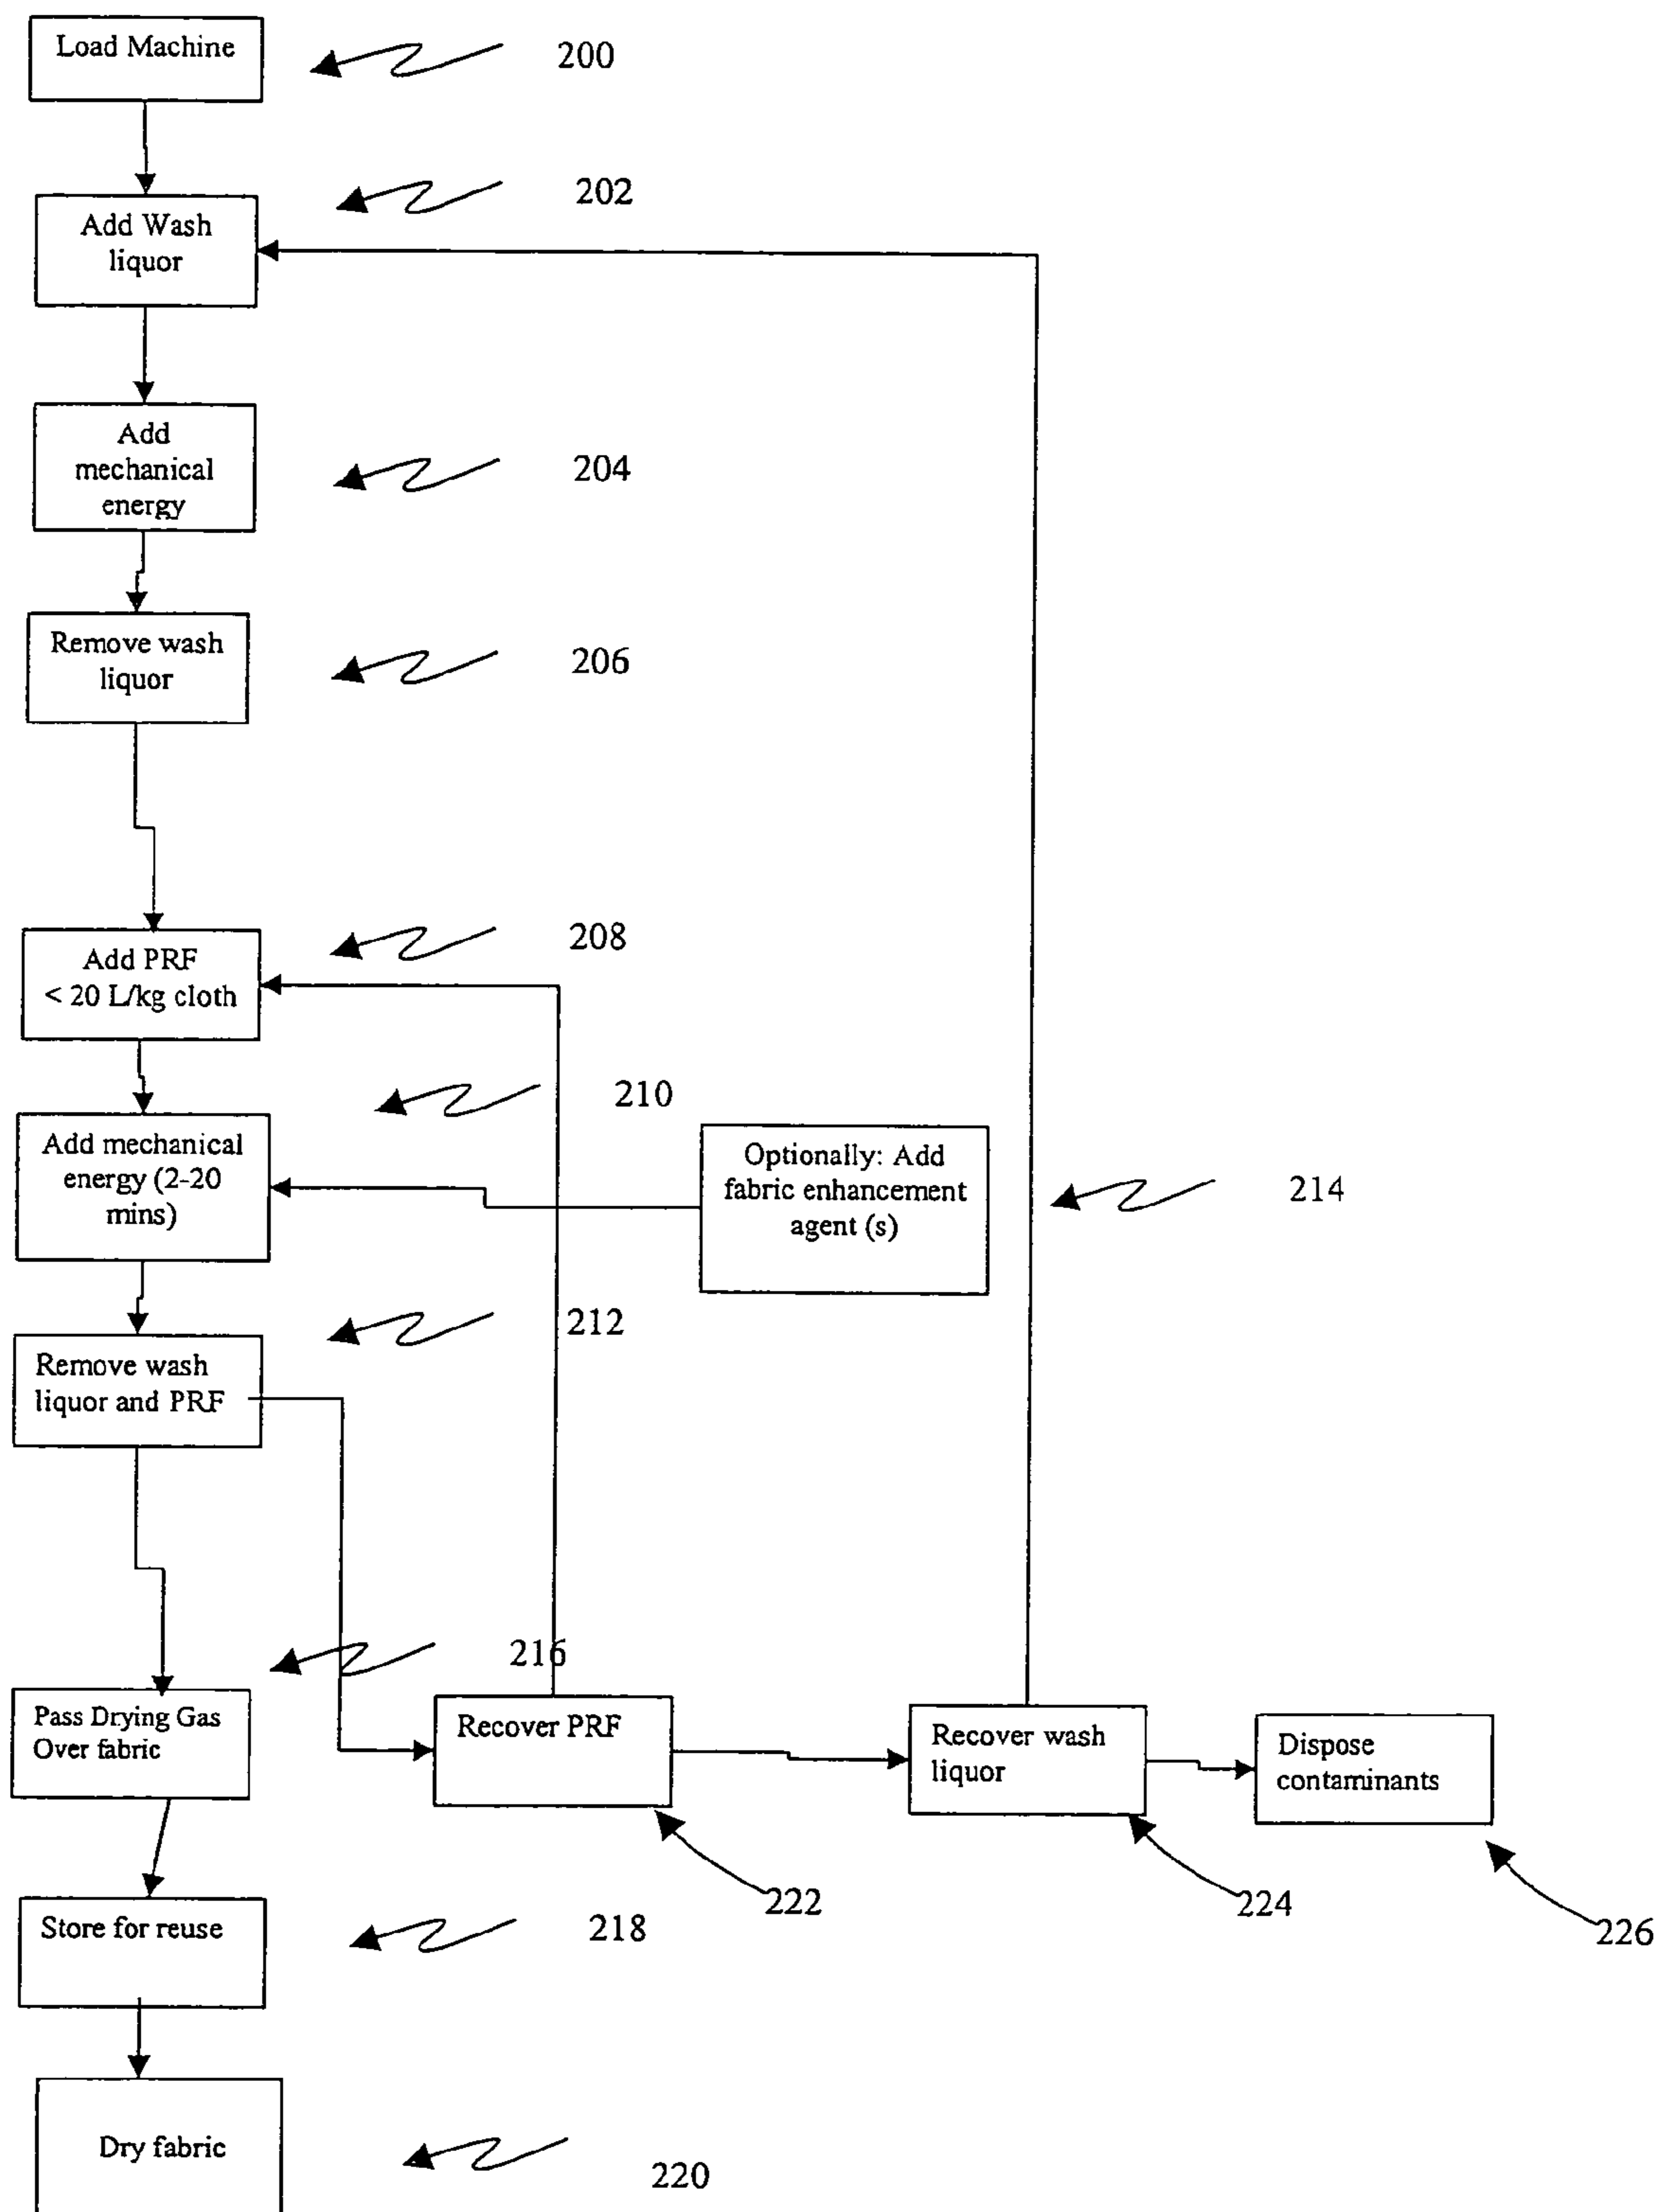 Load Machine
200
202
Add Wash
liquor
204
Add
mechanical
energy
206
Remove wash
liquor
208
Add PRF
< 20 L/kg cloth
210
Add mechanical
energy (2-20
mins)
Optionally: Add
fabric enhancement
agent (s)
214
212
Remove wash
liquor and PRF
216
Pass Drying Gas
Over fabric
Recover PRF
Recover wash
liquor
Dispose
contaminants
222
224
226
Store for reuse
218
Dry fabric
220